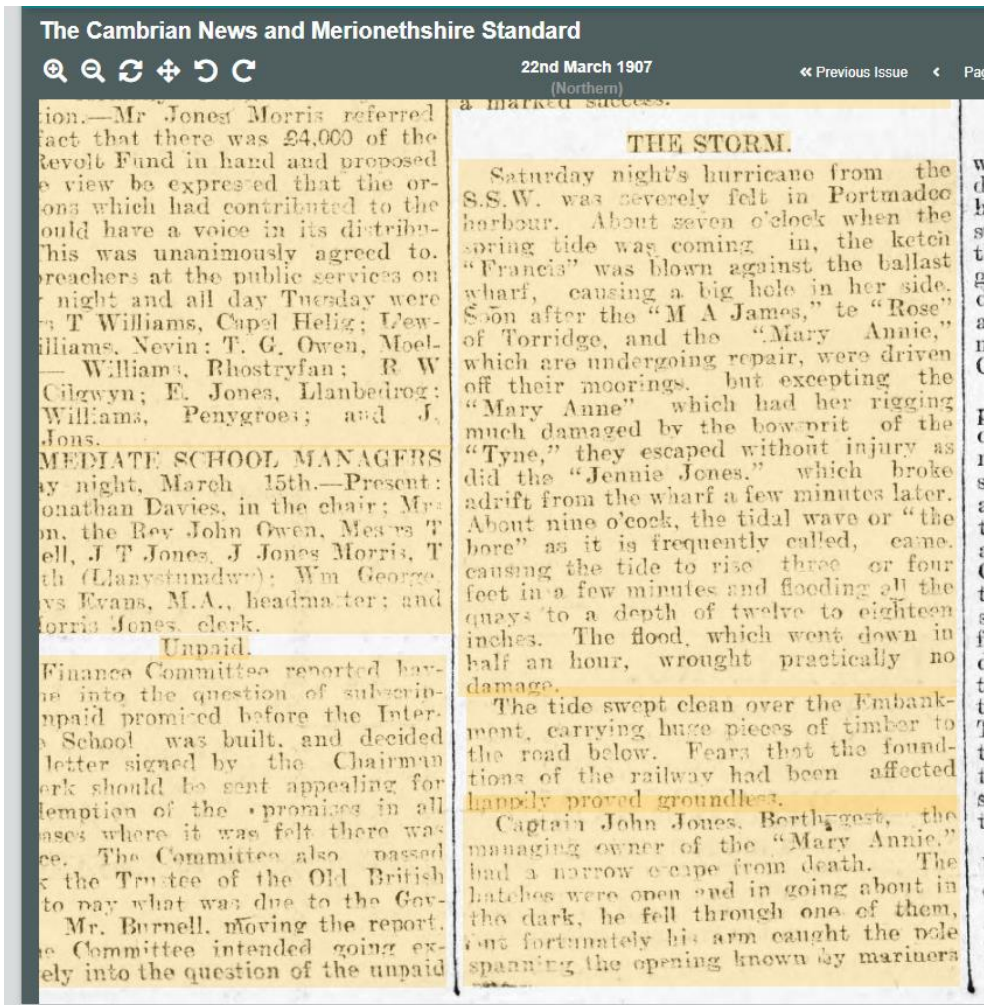 The Cambrian News and Merionethshire Standard
22nd March 1907
(Northern)
« Previous Issue
‹
Pag
tion.—Mr Jones Morris referred
fact that there was £4,000 of the
Revolt Fund in hand and proposed
e view be expressed that the or-
ons which had contributed to the
ould have a voice in its distribu-
This was unanimously agreed to.
preachers at the public services on
night and all day Tuesday were
T Williams, Capel Helig; Llew-
illiams, Nevin; T. G. Owen, Moel-
— Williams, Rhostryfan; R W
Cilgwyn; E. Jones, Llanbedrog;
Williams, Penygroes; and J.
Jons.
MEDIATE SCHOOL MANAGERS
ay night, March 15th.—Present:
onathan Davies, in the chair; Mrs
on, the Rev John Owen, Messrs T
ell, J T Jones, J Jones Morris, T
th (Llanystumdwy); Wm George,
vs Evans, M.A., headmaster; and
Morris Jones, clerk.
Unpaid.
Finance Committee reported hav-
ne into the question of subscrip-
unpaid promised before the Inter-
School was built, and decided
letter signed by the Chairman
erk should be sent appealing for
demption of the promises in all
ases where it was felt there was
ce. The Committee also passed
k the Trustee of the Old British
to pay what was due to the Gov-
Mr. Burnell, moving the report,
e Committee intended going ex-
ely into the question of the unpaid
a marked success.
THE STORM.
Saturday night's hurricane from the
S.S.W. was severely felt in Portmadoc
harbour. About seven o'clock when the
spring tide was coming in, the ketch
"Francis" was blown against the ballast
wharf, causing a big hole in her side.
Soon after the "M A James," te "Rose"
of Torridge, and the "Mary Annie,"
which are undergoing repair, were driven
off their moorings. but excepting the
"Mary Anne" which had her rigging
much damaged by the bowsprit of the
"Tyne," they escaped without injury as
did the "Jennie Jones." which broke
adrift from the wharf a few minutes later.
About nine o'cock, the tidal wave or "the
bore" as it is frequently called, came.
causing the tide to rise three or four
feet in a few minutes and flooding all the
quays to a depth of twelve to eighteen
inches. The flood, which went down in
half an hour, wrought practically no
damage.
The tide swept clean over the Embank-
ment, carrying huge pieces of timber to
the road below. Fears that the found-
tions of the railway had been affected
happily proved groundless.
Captain John Jones, Borthygest, the
managing owner of the "Mary Annie,"
had a narrow escape from death. The
hatches were open and in going about in
the dark, he fell through one of them,
but fortunately his arm caught the pole
spanning the opening known by mariners